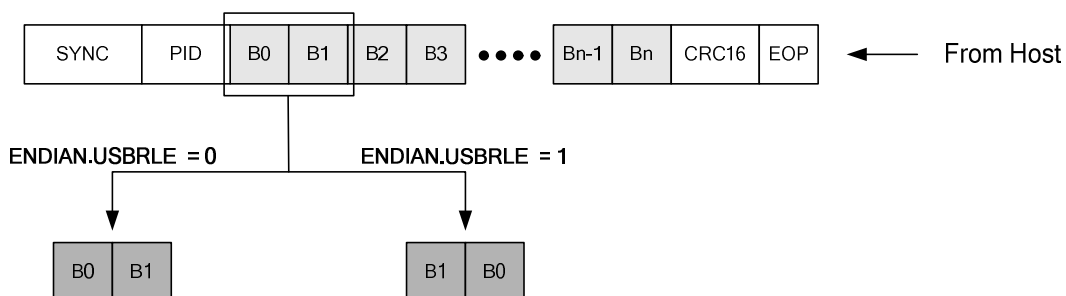 SYNC PID B0 B1 B2 B3 •••• Bn-1 Bn CRC16 EOP From Host
ENDIAN.USBRLE = 0 ENDIAN.USBRLE = 1
B0 B1 B1 B0